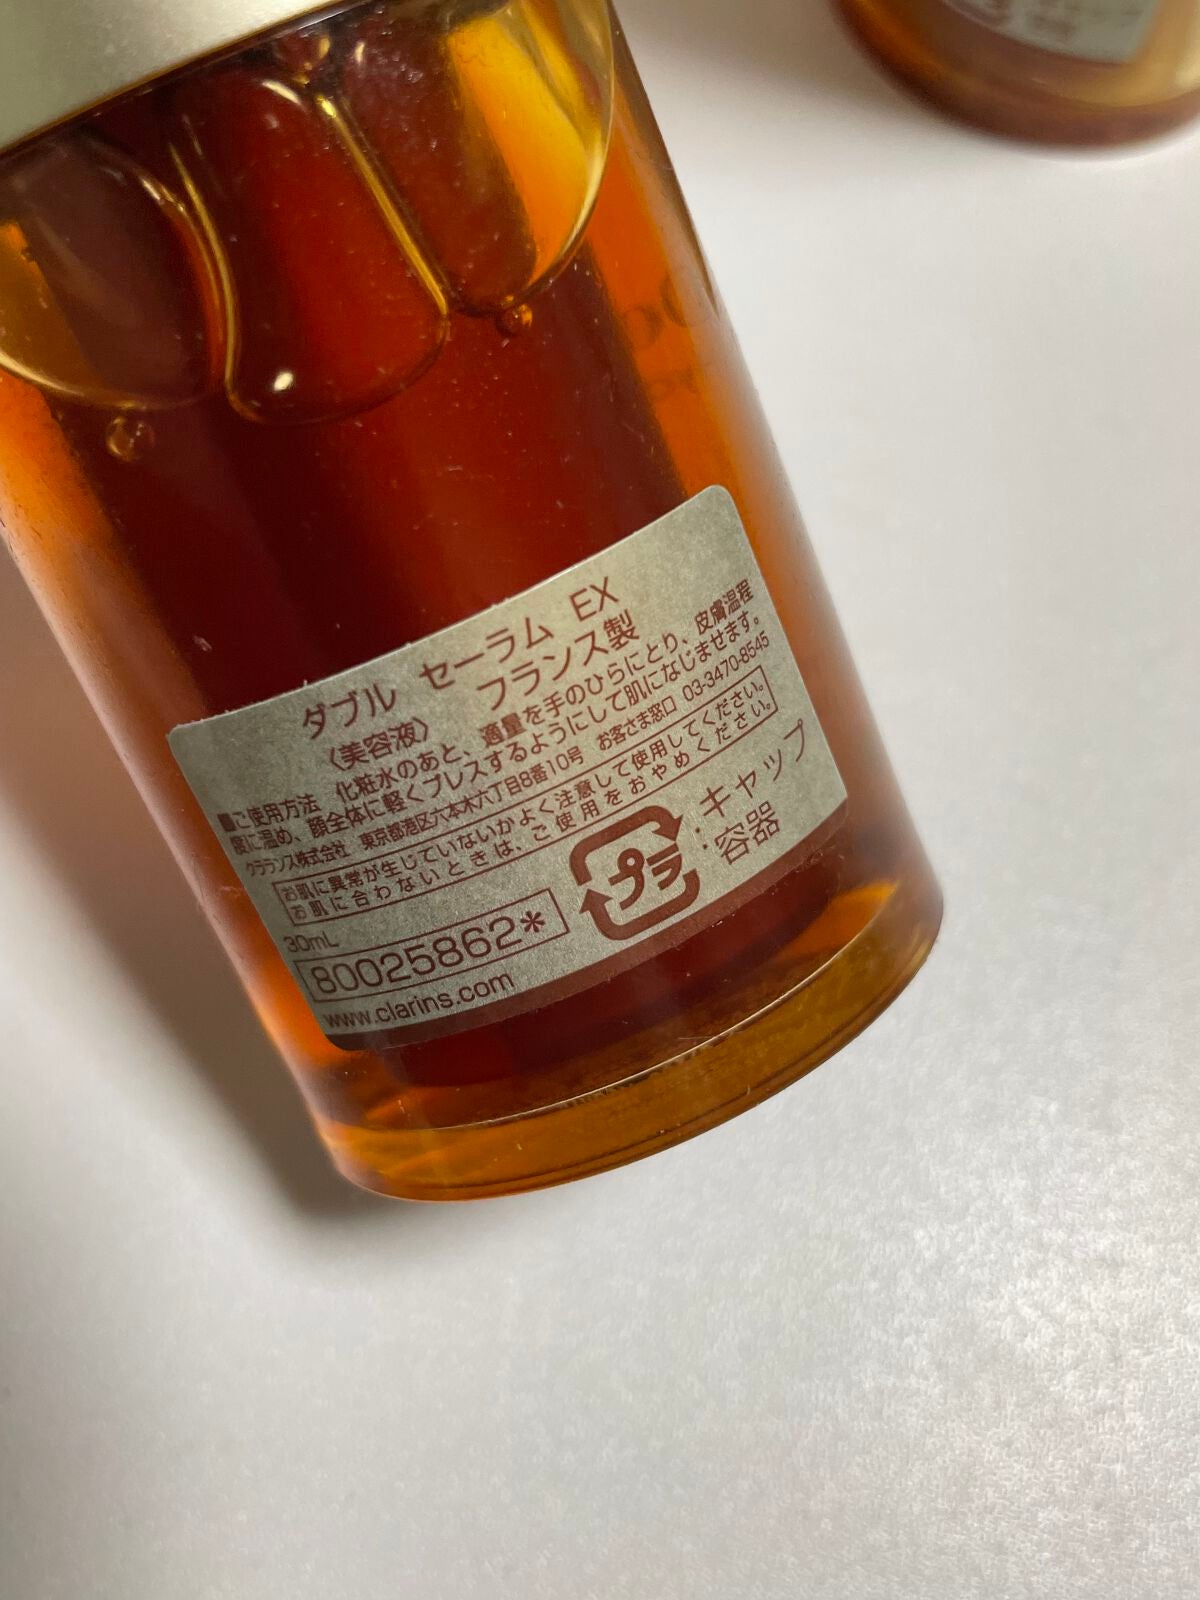 ダブル セーラム EX
〈美容液〉 フランス製
■ご使用方法 化粧水のあと、適量を手のひらにとり、皮膚温程
度に温め、顔全体に軽くプレスするようにして肌になじませます。
クラランス株式会社 東京都港区六本木六丁目8番10号 お客さま窓口 03-3470-8545
お肌に異常が生じていないかよく注意して使用してください。
お肌に合わないときは、ご使用をおやめください。
30mL
80025862*
www.clarins.com
プラ
:キャップ
容器